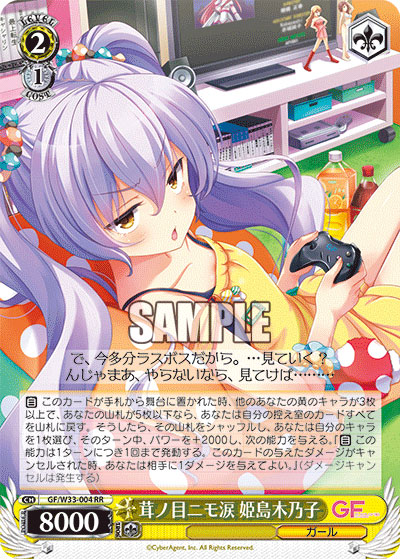 LEVEL
2
1
COST
SAMPLE
で、今多分ラスボスだから。…見ていく？
んじゃまあ、やらないなら、見てけば………
自 このカードが手札から舞台に置かれた時、他のあなたの黄のキャラが3枚
以上で、あなたの山札が5枚以下なら、あなたは自分の控え室のカードすべて
を山札に戻す。そうしたら、その山札をシャッフルし、あなたは自分のキャラ
を1枚選び、そのターン中、パワーを+2000し、次の能力を与える。『自 こ
の能力は1ターンにつき1回まで発動する。このカードの与えたダメージがキャ
ンセルされた時、あなたは相手に1ダメージを与えてよい。』（ダメージキャン
セルは発生する）
CH GF/W33-004 RR
8000
茸ノ目ニモ涙 姫島木乃子
GF
ガール
©CyberAgent, Inc. All Rights Reserved.